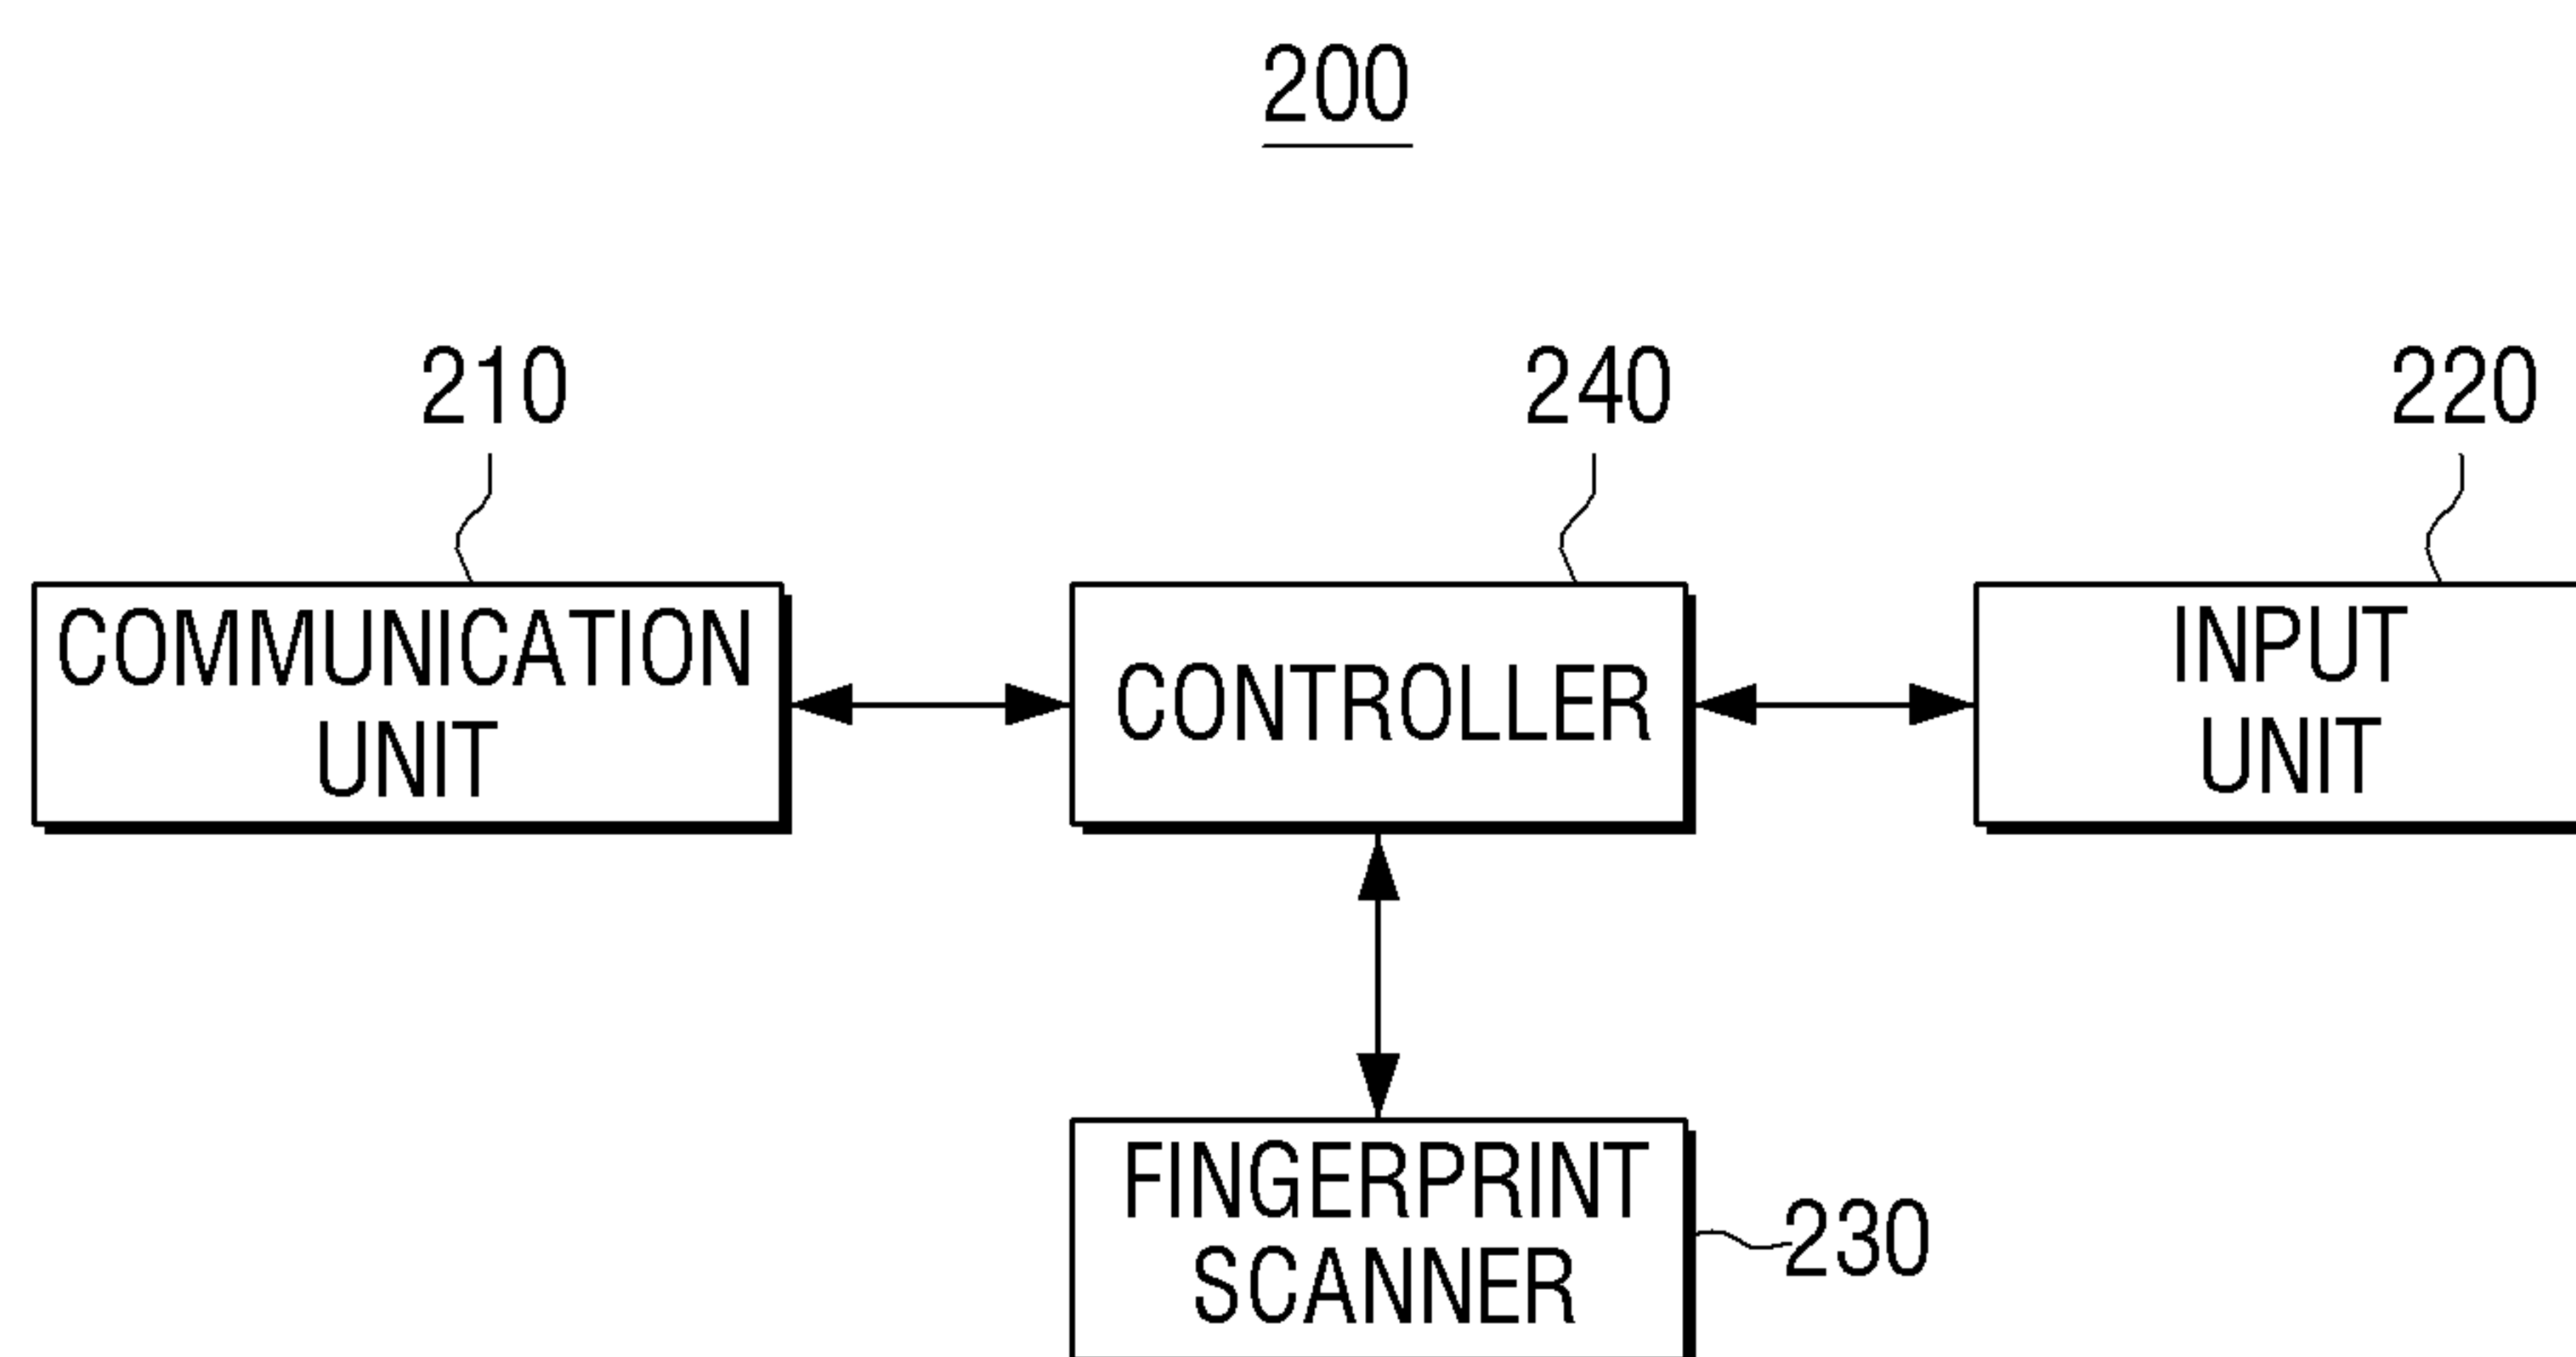 200
210
240
220
COMMUNICATION
UNIT
CONTROLLER
INPUT
UNIT
FINGERPRINT
SCANNER
230